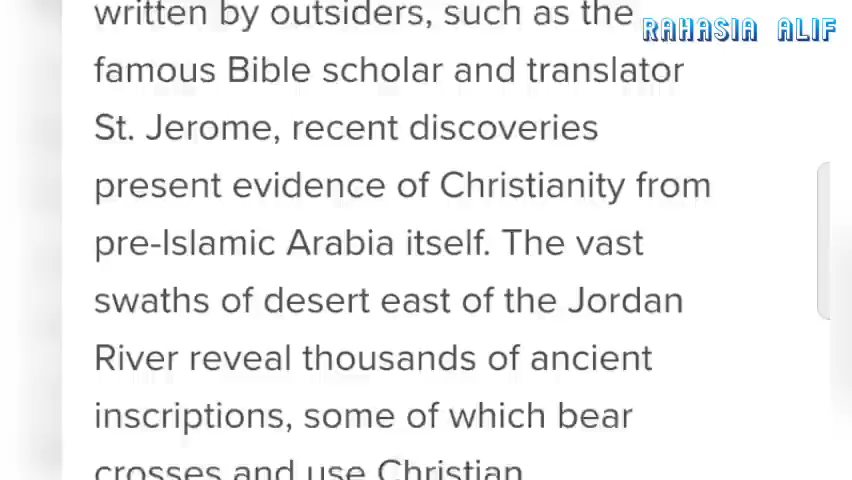 written by outsiders, such as the
RAHASIA ALIF
famous Bible scholar and translator
St. Jerome, recent discoveries
present evidence of Christianity from
pre-Islamic Arabia itself. The vast
swaths of desert east of the Jordan
River reveal thousands of ancient
inscriptions, some of which bear
crosses and use Christian